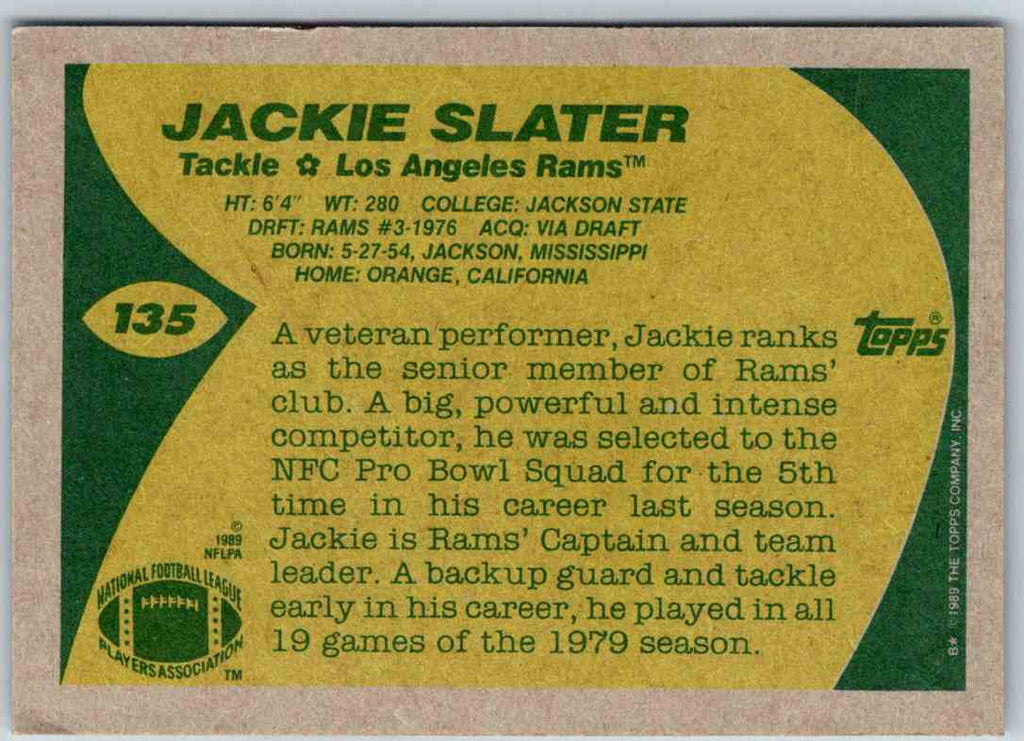 JACKIE SLATER
Tackle ✿ Los Angeles Rams™
HT: 6'4" WT: 280 COLLEGE: JACKSON STATE
DRFT: RAMS #3-1976 ACQ: VIA DRAFT
BORN: 5-27-54, JACKSON, MISSISSIPPI
HOME: ORANGE, CALIFORNIA
135
A veteran performer, Jackie ranks
as the senior member of Rams'
club. A big, powerful and intense
competitor, he was selected to the
NFC Pro Bowl Squad for the 5th
time in his career last season.
Jackie is Rams' Captain and team
leader. A backup guard and tackle
early in his career, he played in all
19 games of the 1979 season.
Topps®
©
1989
NFLPA
NATIONAL FOOTBALL LEAGUE
PLAYERS ASSOCIATION
TM
B* ©1989 THE TOPPS COMPANY, INC.